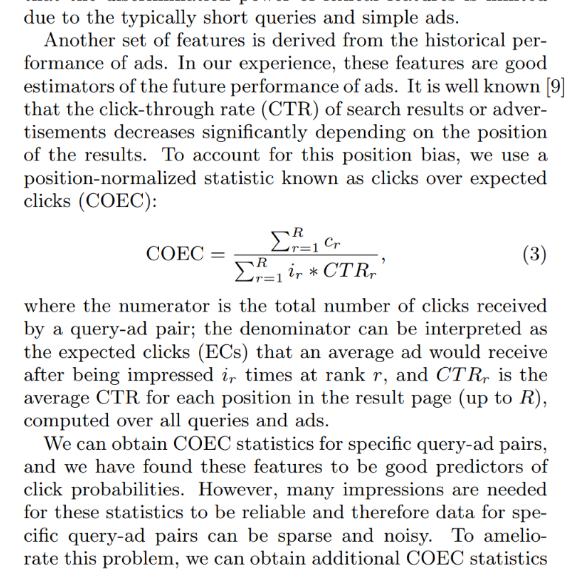 due to the typically short queries and simple ads.
Another set of features is derived from the historical per-
formance of ads. In our experience, these features are good
estimators of the future performance of ads. It is well known [9]
that the click-through rate (CTR) of search results or adver-
tisements decreases significantly depending on the position
of the results. To account for this position bias, we use a
position-normalized statistic known as clicks over expected
clicks (COEC):
COEC = \frac{\sum_{r=1}^{R} c_r}{\sum_{r=1}^{R} i_r * CTR_r}, (3)
where the numerator is the total number of clicks received
by a query-ad pair; the denominator can be interpreted as
the expected clicks (ECs) that an average ad would receive
after being impressed i_r times at rank r, and CTR_r is the
average CTR for each position in the result page (up to R),
computed over all queries and ads.
We can obtain COEC statistics for specific query-ad pairs,
and we have found these features to be good predictors of
click probabilities. However, many impressions are needed
for these statistics to be reliable and therefore data for spe-
cific query-ad pairs can be sparse and noisy. To amelio-
rate this problem, we can obtain additional COEC statistics